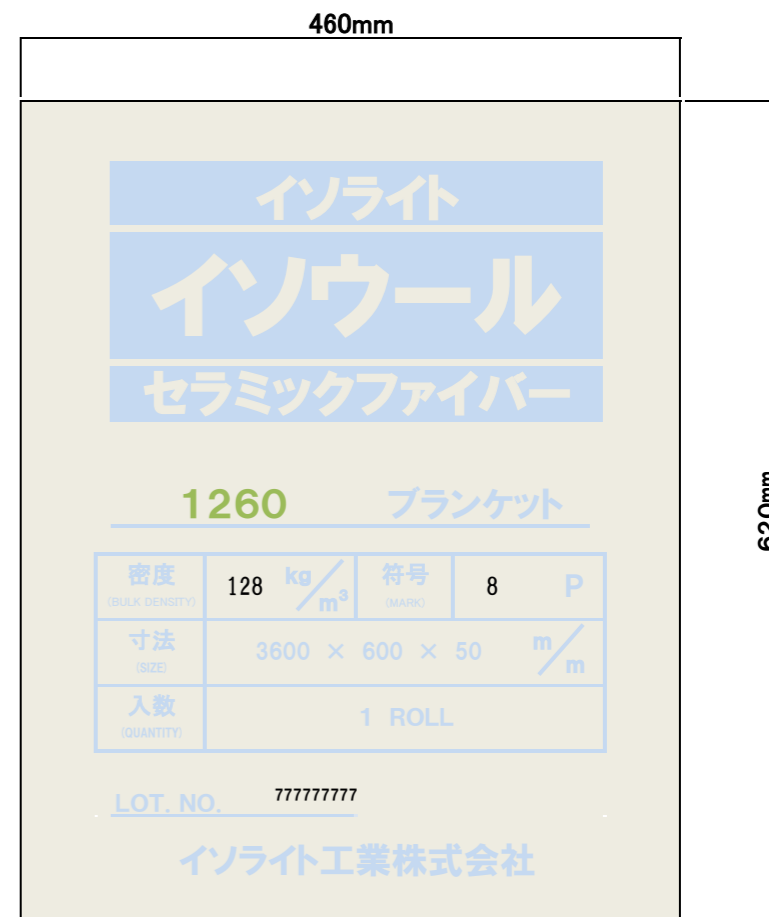 460mm
イソライト
イソウール
セラミックファイバー
1260 ブランケット
密度 128 kg/m³ 符号 8 P
(BULK DENSITY) (MARK)
寸法 3600 × 600 × 50 m/m
(SIZE)
入数 1 ROLL
(QUANTITY)
LOT. NO. 777777777
イソライト工業株式会社